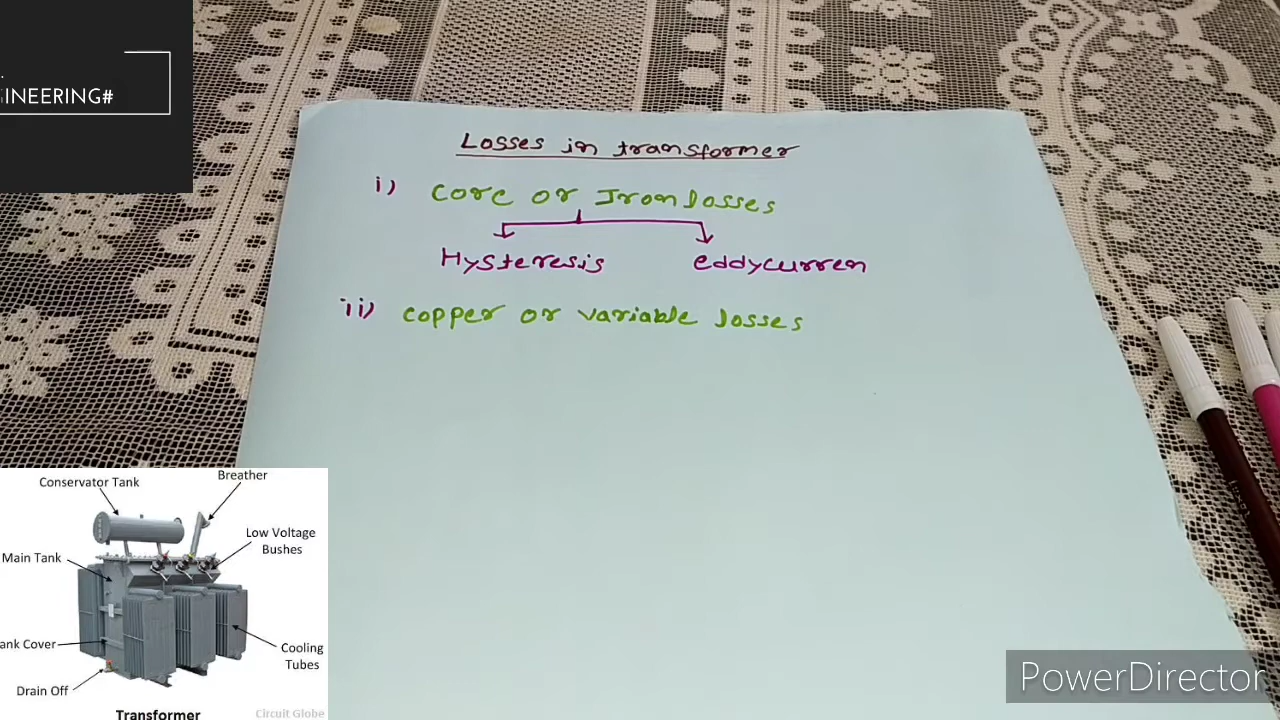 INEERING#
Losses in transformer
i) core or Iron losses
Hysteresis eddycurren
ii) copper or variable losses
Conservator Tank
Breather
Low Voltage
Bushes
Main Tank
ank Cover
Cooling
Tubes
Drain Off
Transformer
Circuit Globe
PowerDirector